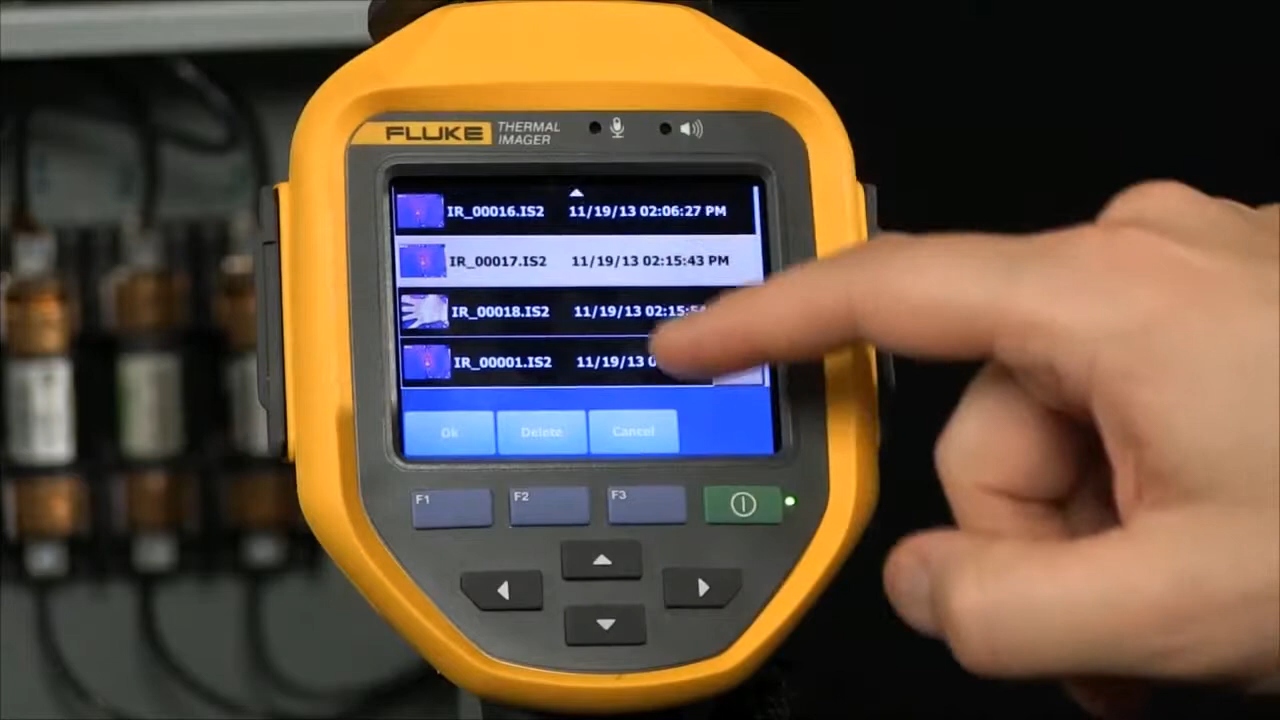 FLUKE THERMAL IMAGER
IR_00016.IS2 11/19/13 02:06:27 PM
IR_00017.IS2 11/19/13 02:15:43 PM
IR_00018.IS2 11/19/13 02:15:5
IR_00001.IS2 11/19/13 0
Ok Delete Cancel
F1 F2 F3